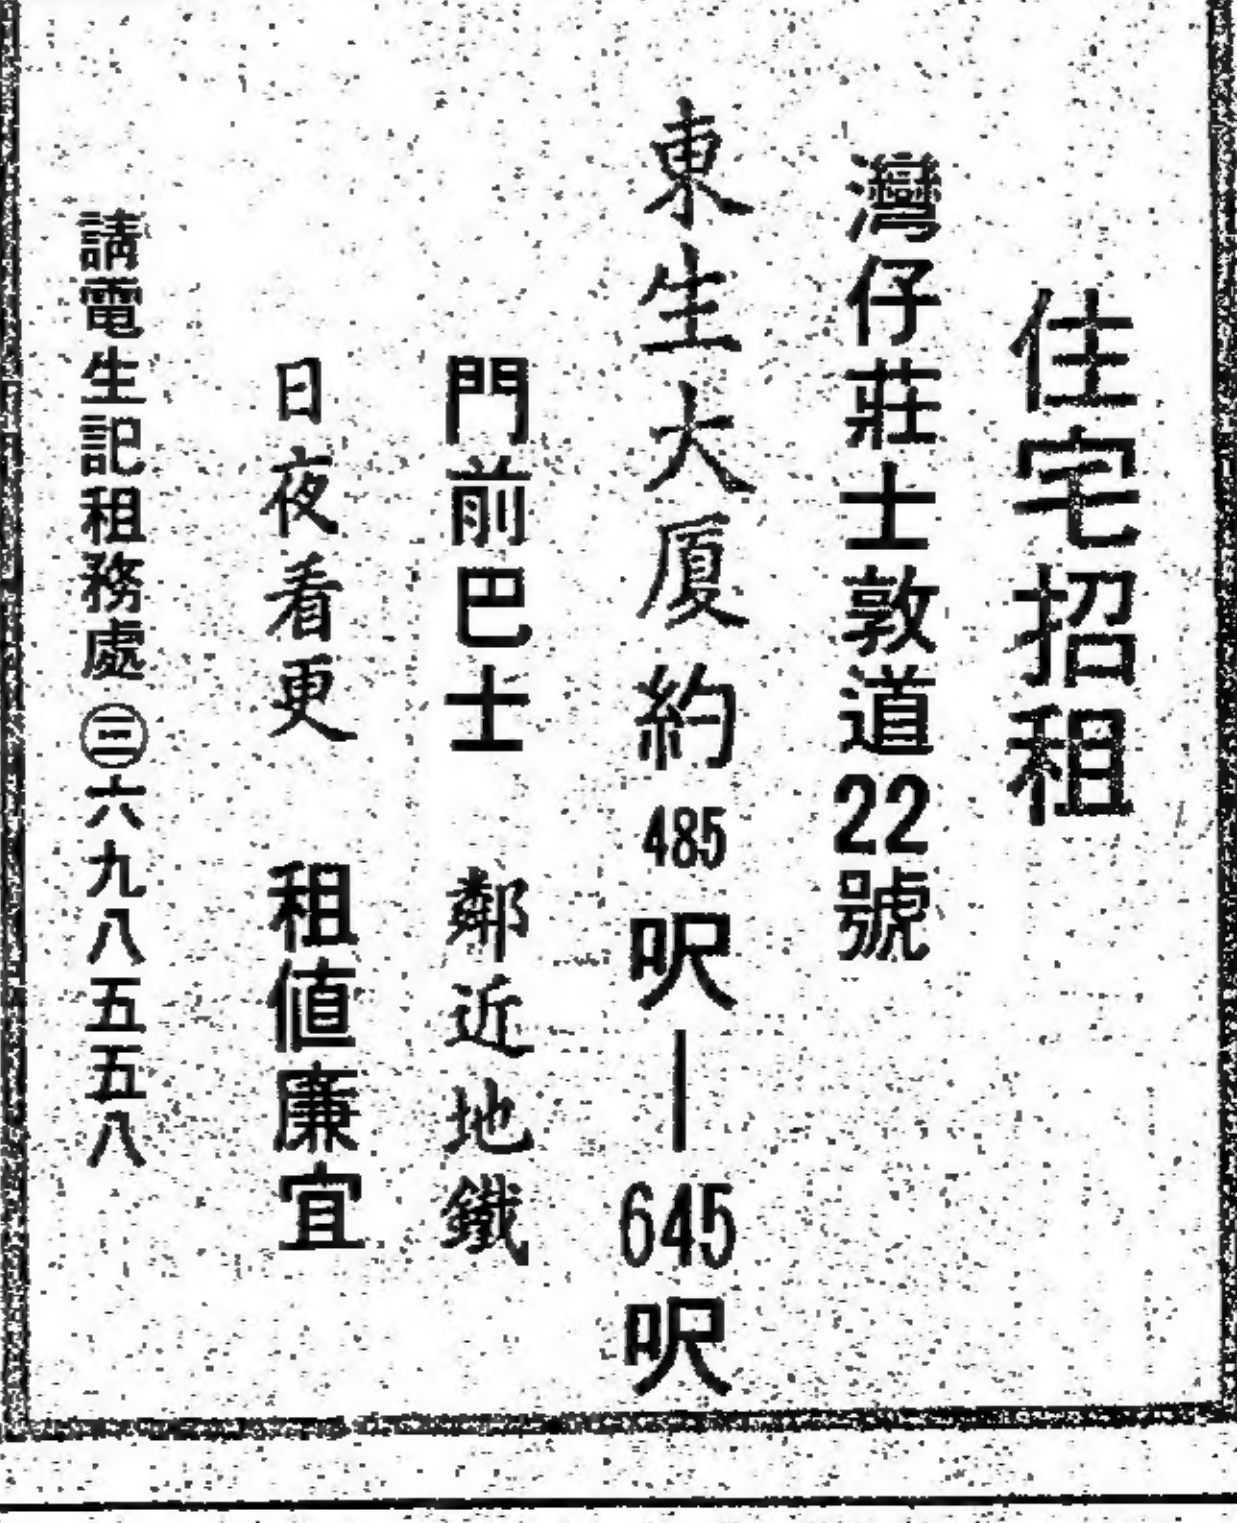 住宅招租
灣仔莊士敦道22號
東生大厦約485呎—645呎
門前巴士 鄰近地鐵
日夜看更 租值廉宜
請電生記租務處㊂六九八五五八